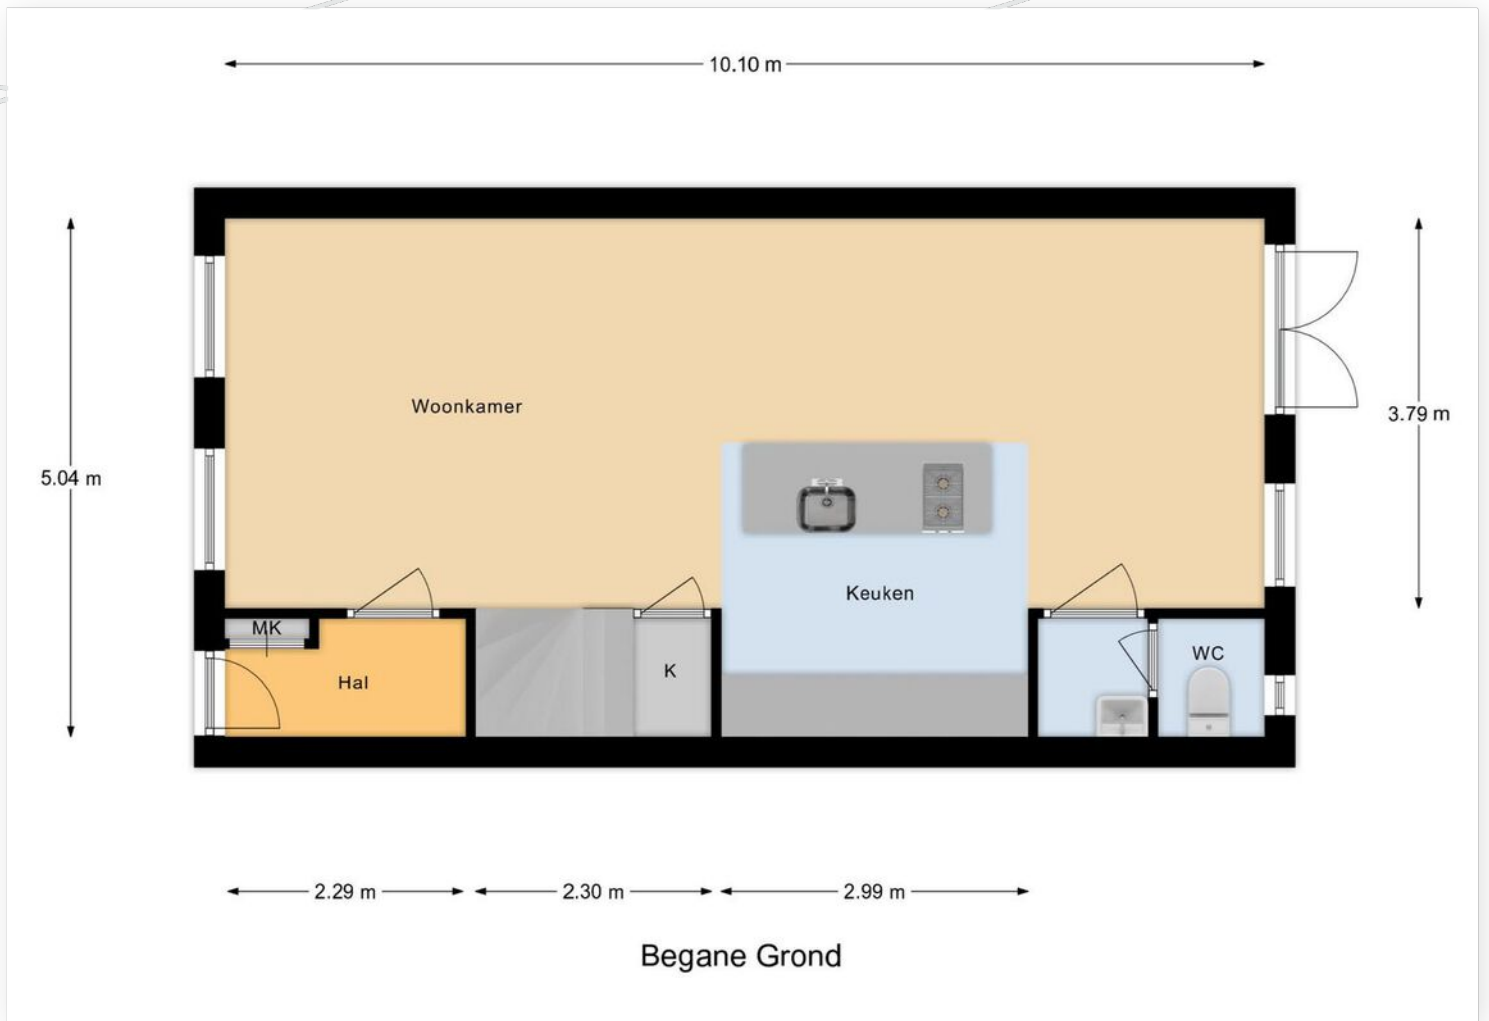 10.10 m
Woonkamer
3.79 m
5.04 m
Keuken
MK
WC
K
Hal
2.29 m
2.30 m
2.99 m
Begane Grond